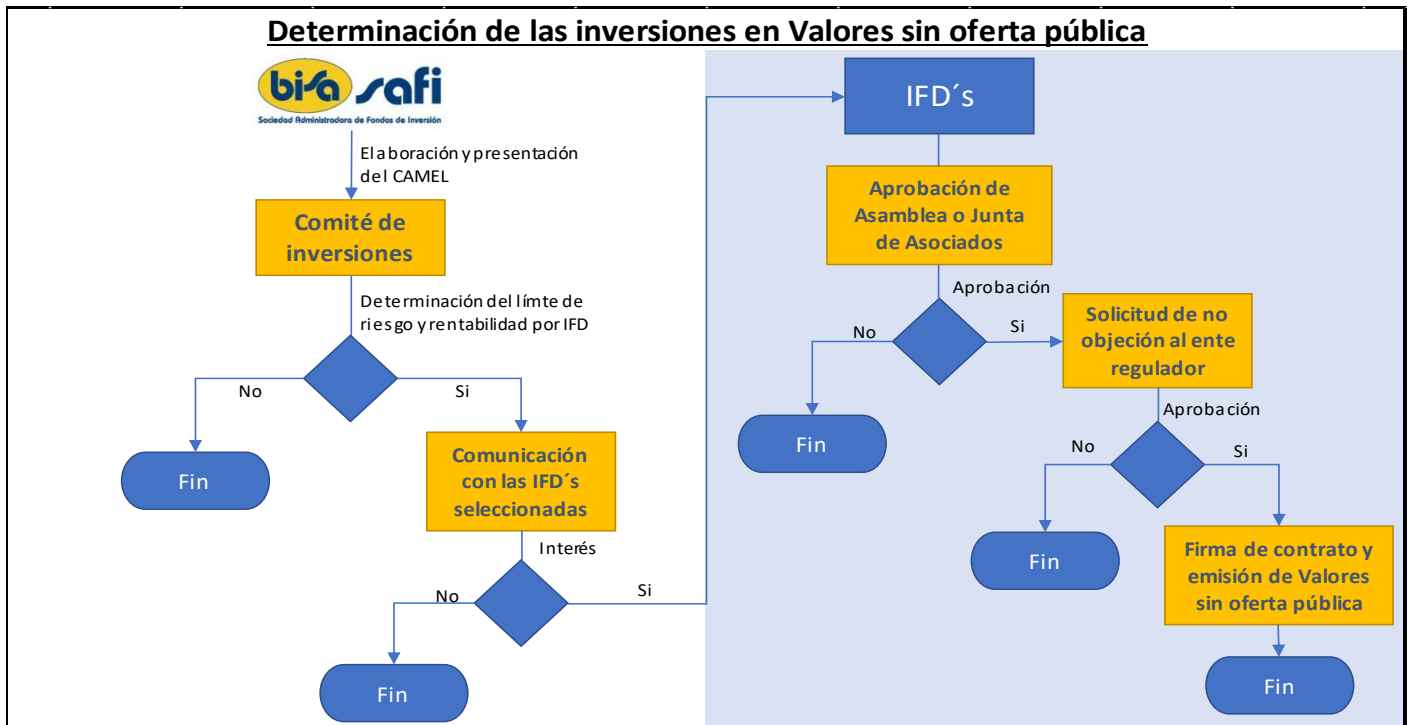 Determinación de las inversiones en Valores sin oferta pública
bisa safi
Sociedad Administradora de Fondos de Inversión
Elaboración y presentación
del CAMEL
Comité de
inversiones
Determinación del límte de
riesgo y rentabilidad por IFD
No
Si
Fin
Comunicación
con las IFD´s
seleccionadas
Interés
No
Si
Fin
IFD´s
Aprobación de
Asamblea o Junta
de Asociados
Aprobación
No
Si
Fin
Solicitud de no
objeción al ente
regulador
Aprobación
No
Si
Fin
Firma de contrato y
emisión de Valores
sin oferta pública
Fin